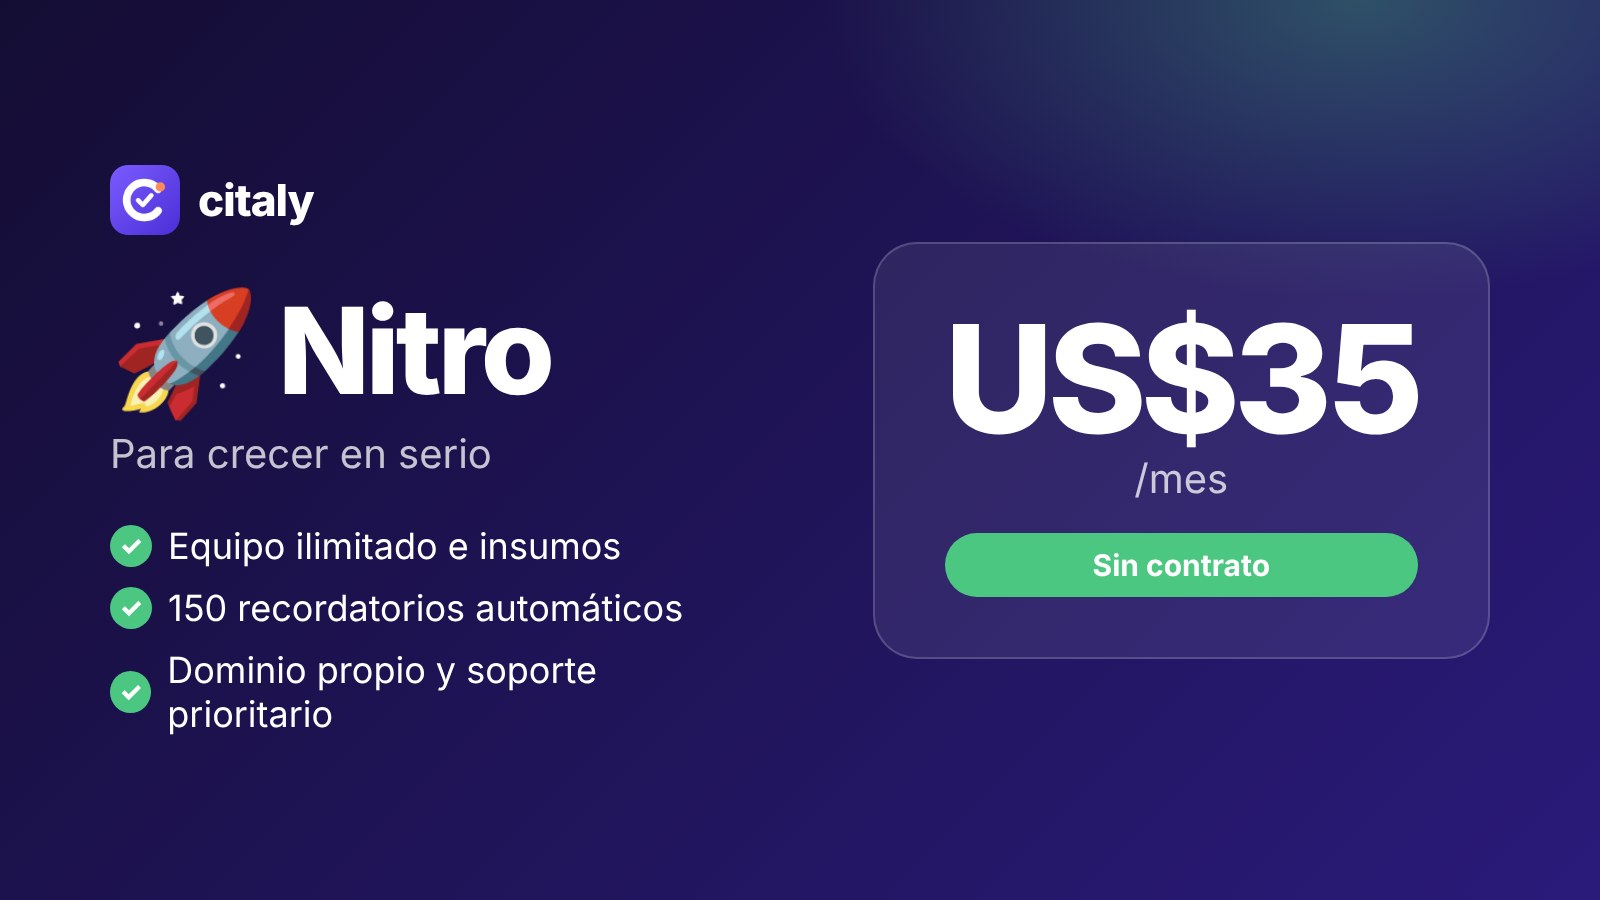 citaly
Nitro
Para crecer en serio
Equipo ilimitado e insumos
150 recordatorios automáticos
Dominio propio y soporte
prioritario
US$35
/mes
Sin contrato